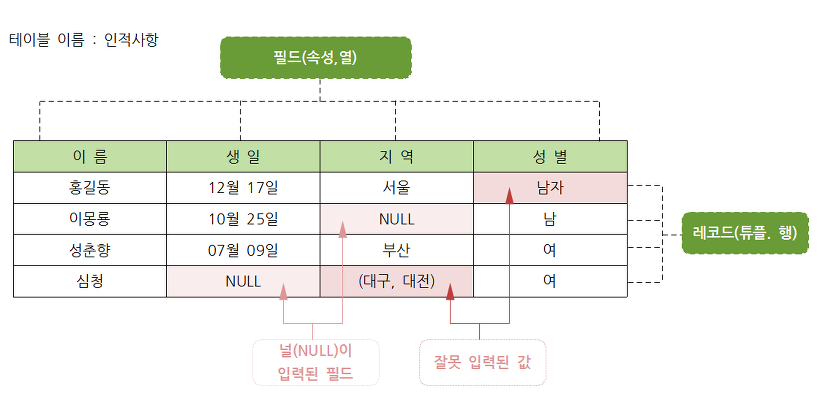 테이블 이름 : 인적사항
필드(속성,열)
이 름 생 일 지 역 성 별
홍길동 12월 17일 서울 남자
이몽룡 10월 25일 NULL 남
성춘향 07월 09일 부산 여
심청 NULL (대구, 대전) 여
레코드(튜플. 행)
널(NULL)이
입력된 필드
잘못 입력된 값